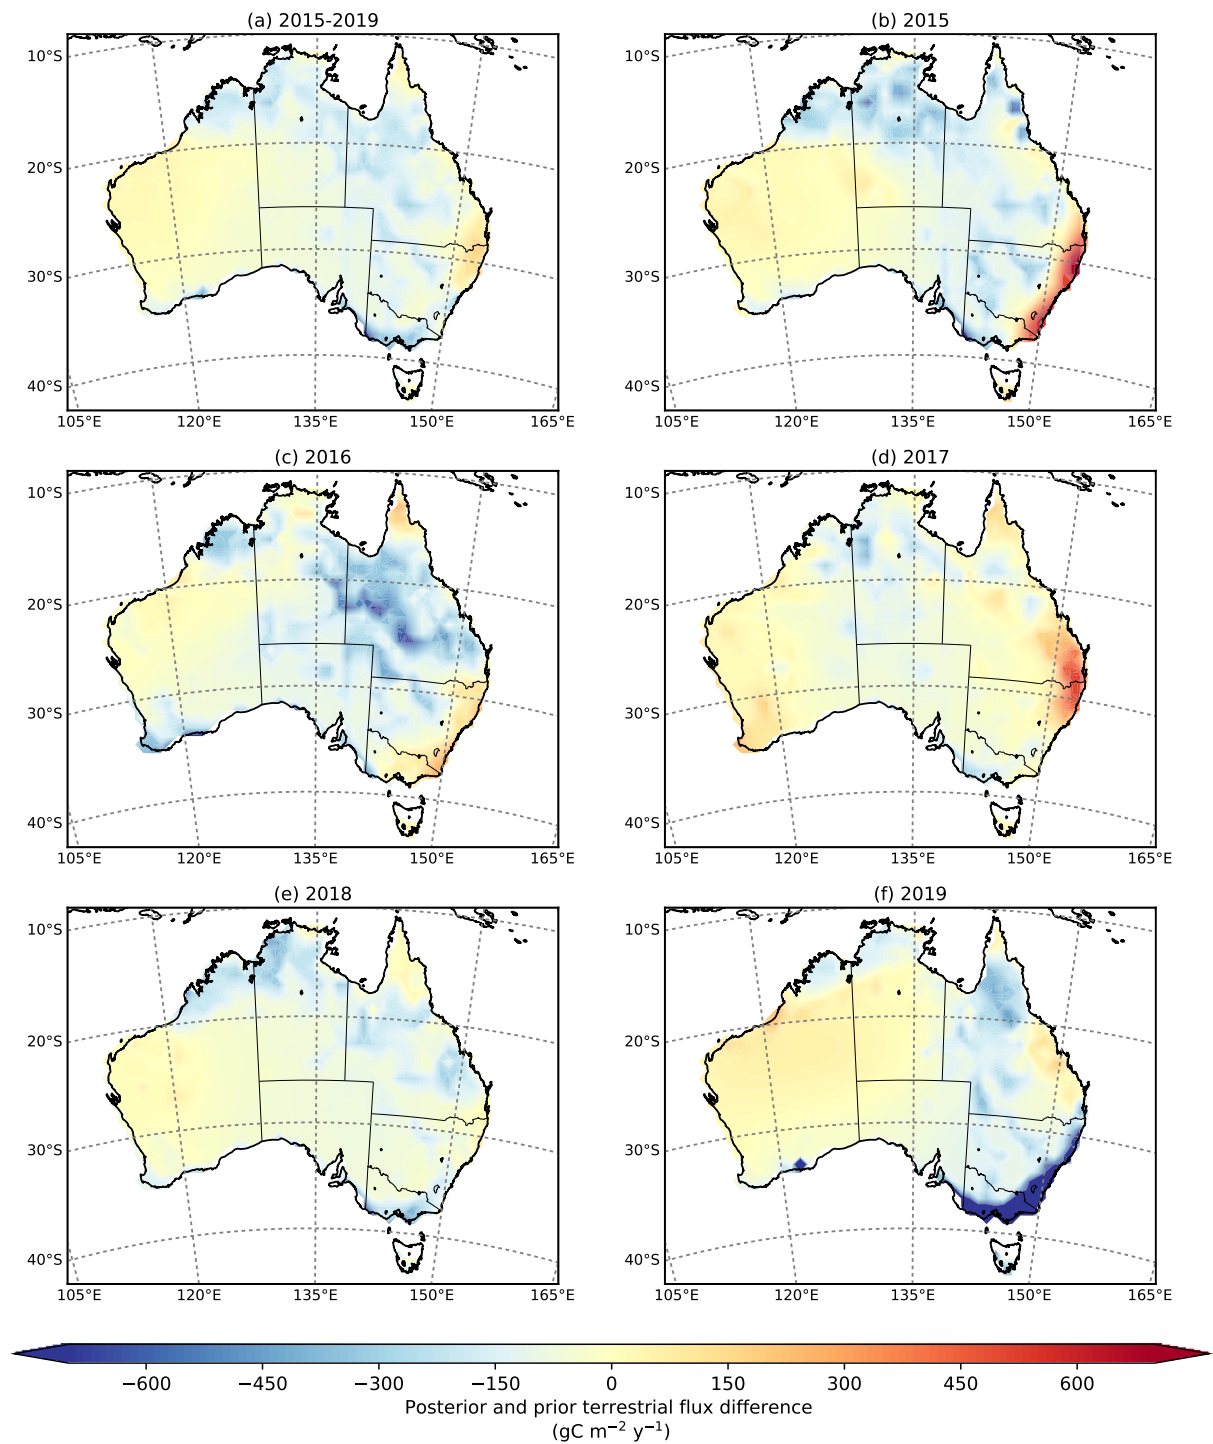 (a) 2015-2019
(b) 2015
10°S
10°S
20°S
20°S
30°S
30°S
40°S
40°S
105°E 120°E 135°E 150°E 165°E
105°E 120°E 135°E 150°E 165°E
(c) 2016
(d) 2017
10°S
10°S
20°S
20°S
30°S
30°S
40°S
40°S
105°E 120°E 135°E 150°E 165°E
105°E 120°E 135°E 150°E 165°E
(e) 2018
(f) 2019
10°S
10°S
20°S
20°S
30°S
30°S
40°S
40°S
105°E 120°E 135°E 150°E 165°E
105°E 120°E 135°E 150°E 165°E
−600 −450 −300 −150 0 150 300 450 600
Posterior and prior terrestrial flux difference
(gC m⁻² y⁻¹)